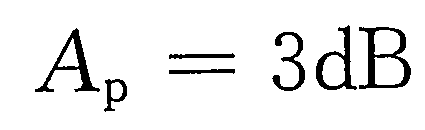 Aₚ = 3dB